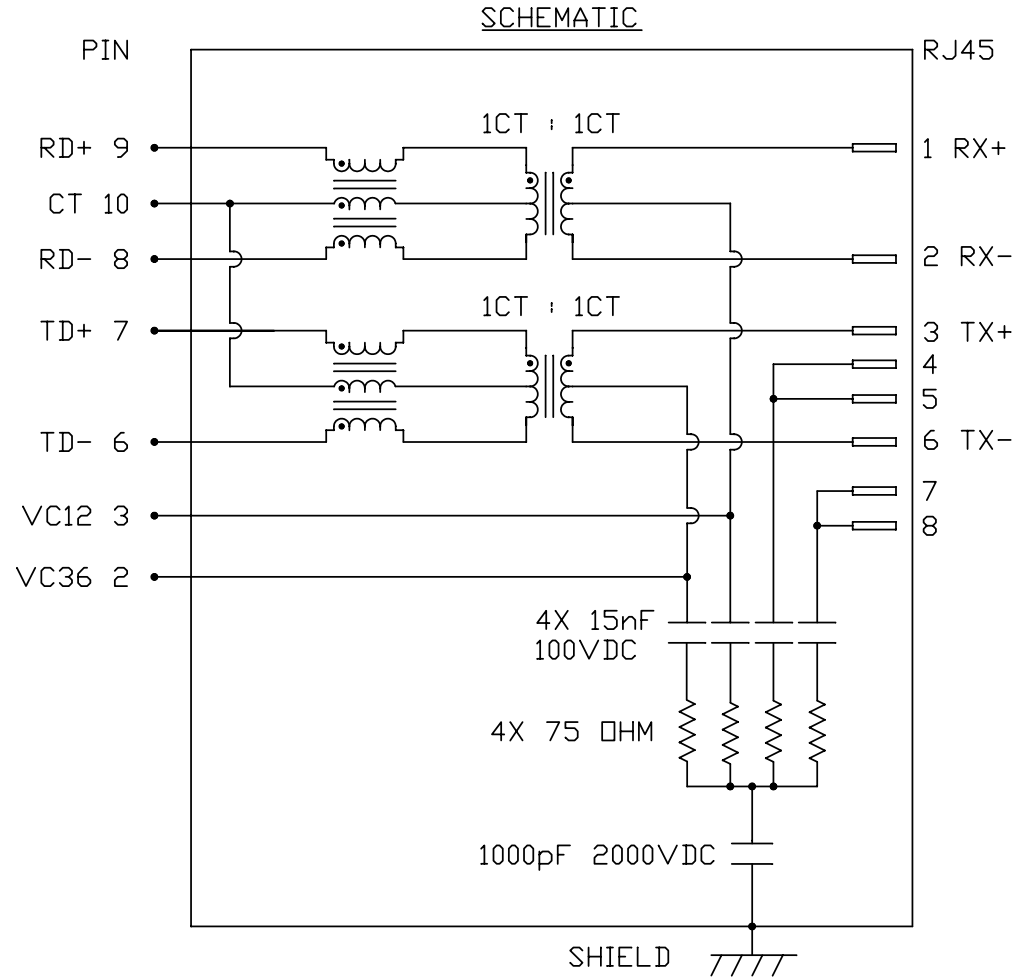 SCHEMATIC
PIN
RJ45
1CT : 1CT
RD+ 9
1 RX+
CT 10
RD- 8
2 RX-
1CT : 1CT
TD+ 7
3 TX+
4
5
TD- 6
6 TX-
7
VC12 3
8
VC36 2
4X 15nF
100VDC
4X 75 OHM
1000pF 2000VDC
SHIELD